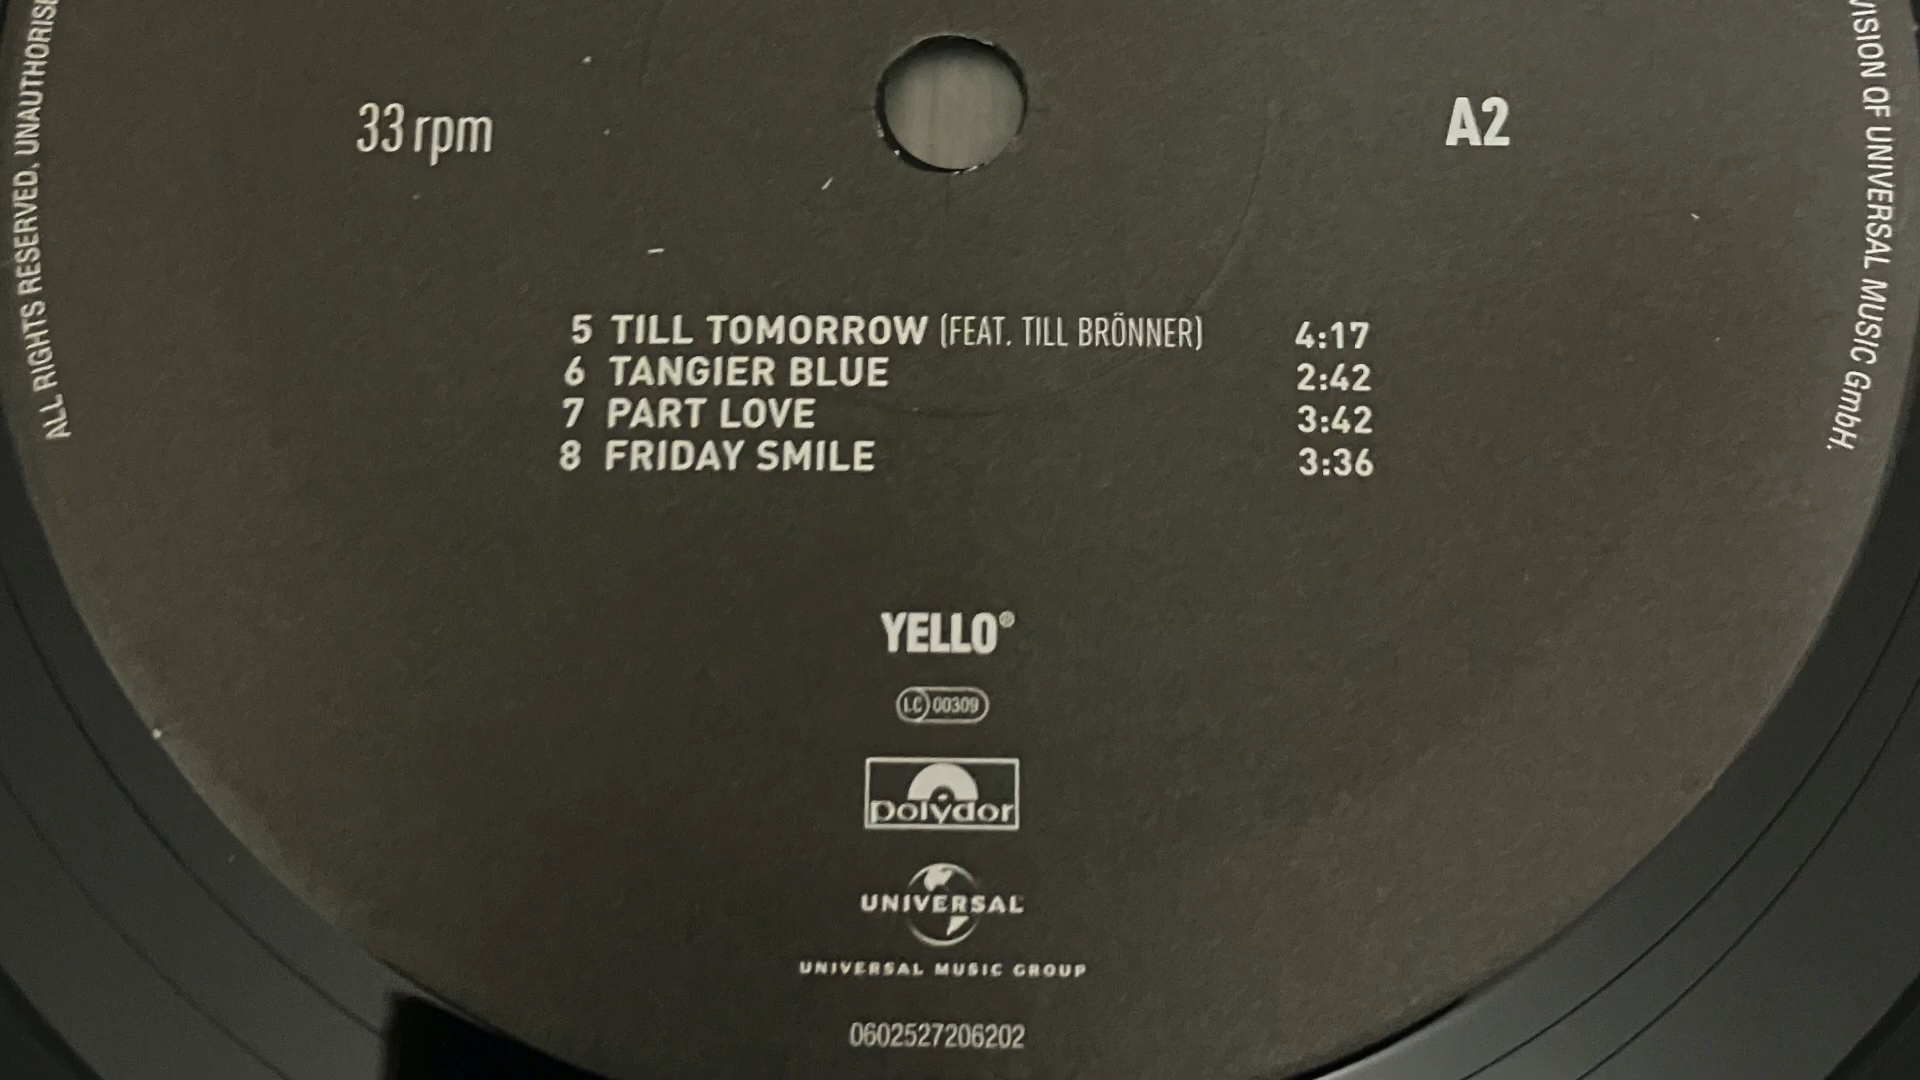 ALL RIGHTS RESERVED. UNAUTHORISE
VISION OF UNIVERSAL MUSIC GmbH.
33 rpm
A2
5 TILL TOMORROW (FEAT. TILL BRÖNNER) 4:17
6 TANGIER BLUE 2:42
7 PART LOVE 3:42
8 FRIDAY SMILE 3:36
YELLO®
LC 00309
polydor
UNIVERSAL
UNIVERSAL MUSIC GROUP
0602527206202